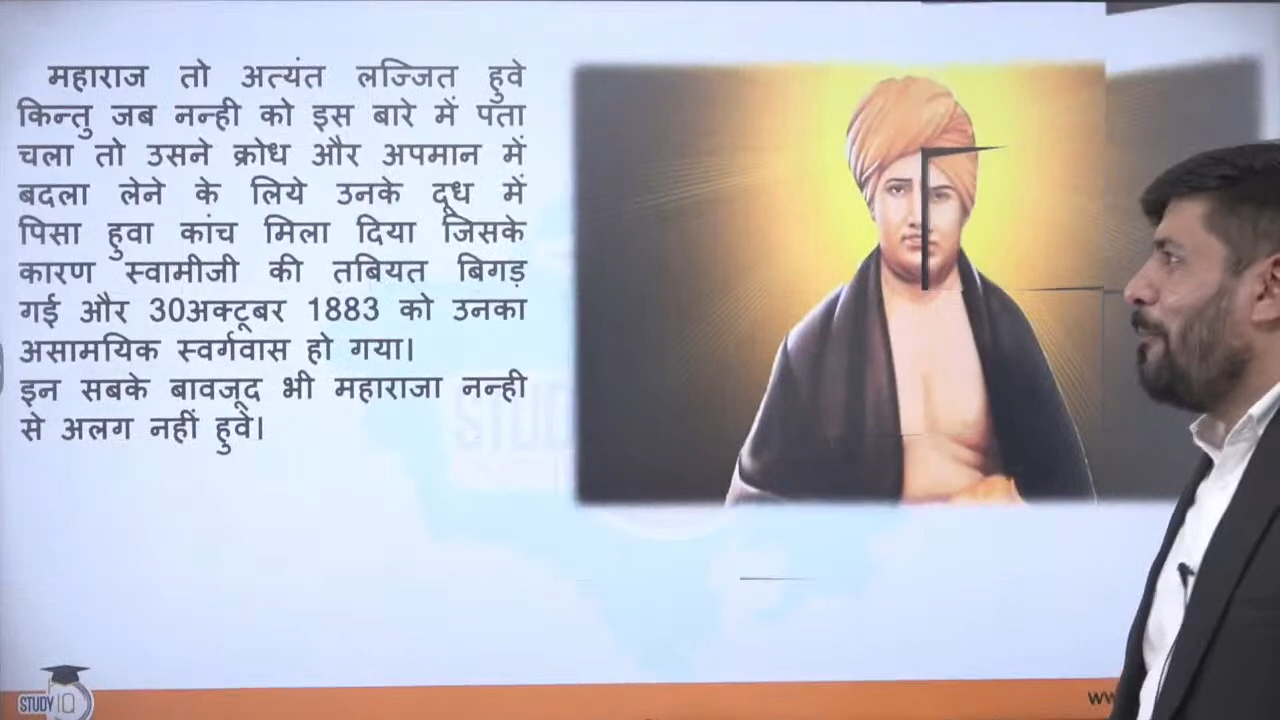 महाराज तो अत्यंत लज्जित हुवे
किन्तु जब नन्ही को इस बारे में पता
चला तो उसने क्रोध और अपमान में
बदला लेने के लिये उनके दूध में
पिसा हुवा कांच मिला दिया जिसके
कारण स्वामीजी की तबियत बिगड़
गई और 30अक्टूबर 1883 को उनका
असामयिक स्वर्गवास हो गया।
इन सबके बावजूद भी महाराजा नन्ही
से अलग नहीं हुवे।
STUDY IQ